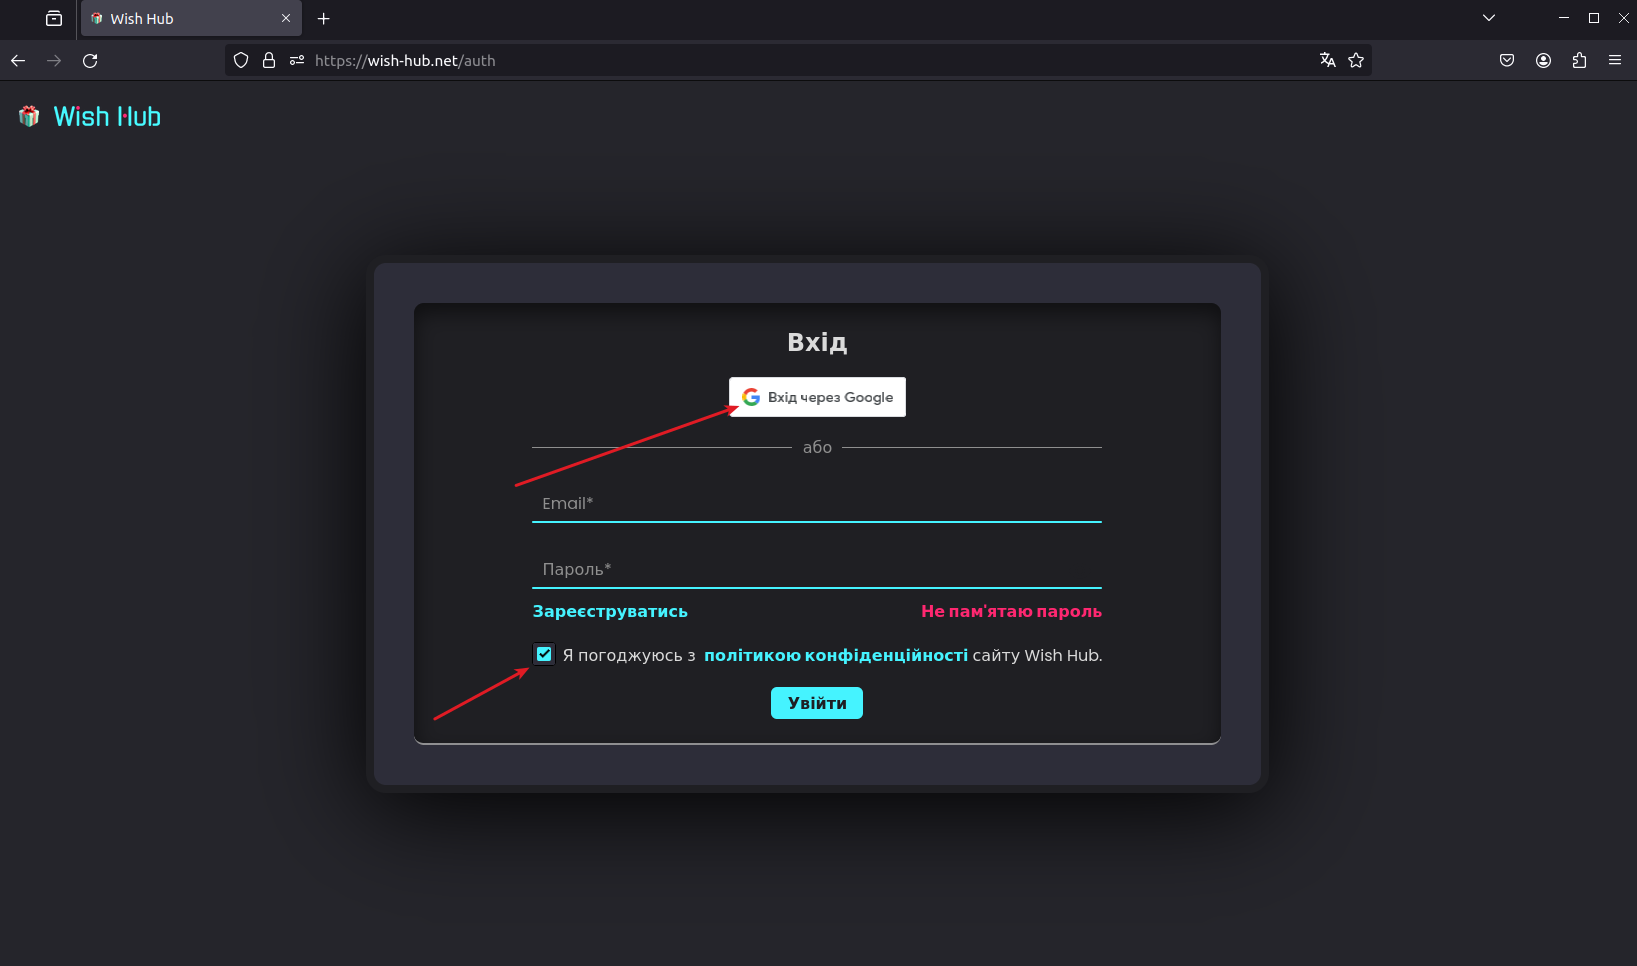 Wish Hub
https://wish-hub.net/auth
Wish Hub
Вхід
Вхід через Google
або
Email*
Пароль*
Зареєструватись
Не пам'ятаю пароль
Я погоджуюсь з політикою конфіденційності сайту Wish Hub.
Увійти